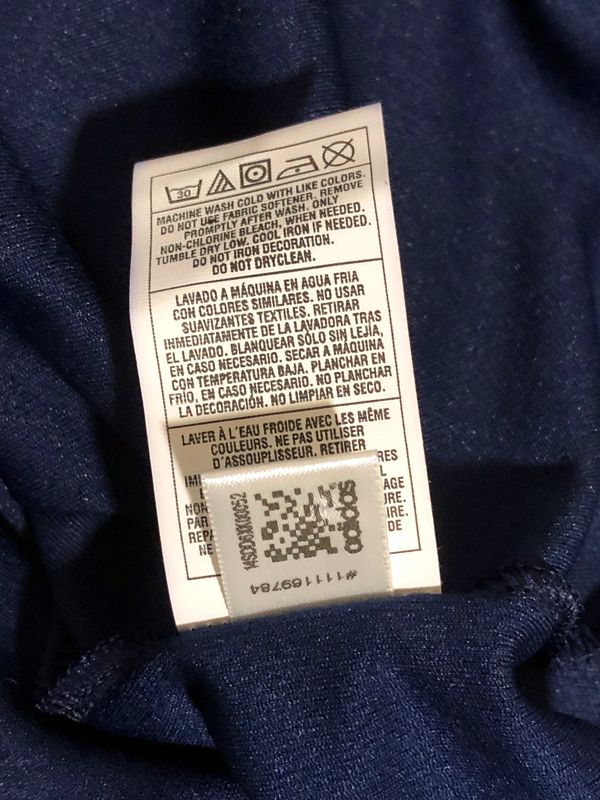 30
MACHINE WASH COLD WITH LIKE COLORS.
DO NOT USE FABRIC SOFTENER, REMOVE
PROMPTLY AFTER WASH. ONLY
NON-CHLORINE BLEACH, WHEN NEEDED.
TUMBLE DRY LOW. COOL IRON IF NEEDED.
DO NOT IRON DECORATION.
DO NOT DRYCLEAN.
LAVADO A MÁQUINA EN AGUA FRIA
CON COLORES SIMILARES. NO USAR
SUAVIZANTES TEXTILES. RETIRAR
INMEDIATAMENTE DE LA LAVADORA TRAS
EL LAVADO. BLANQUEAR SÓLO SIN LEJÍA,
EN CASO NECESARIO. SECAR A MÁQUINA
CON TEMPERATURA BAJA. PLANCHAR EN
FRIO, EN CASO NECESARIO. NO PLANCHAR
LA DECORACIÓN. NO LIMPIAR EN SECO.
LAVER À L'EAU FROIDE AVEC LES MÊME
COULEURS. NE PAS UTILISER
D'ASSOUPLISSEUR. RETIRER
adidas
#111169784